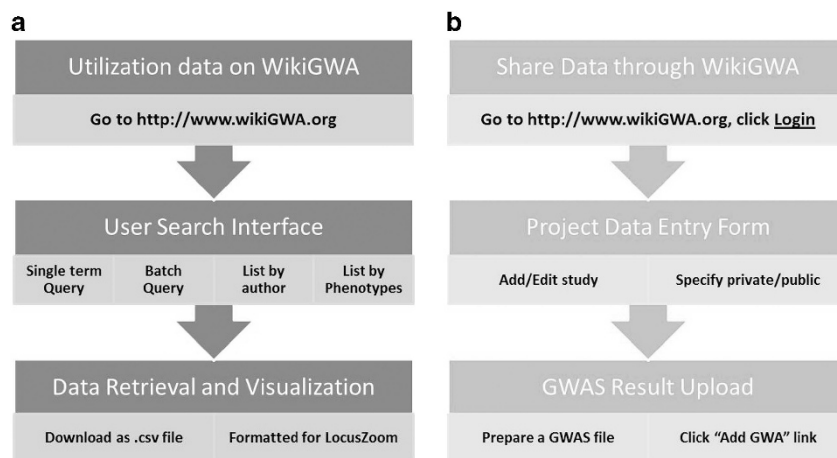 a
Utilization data on WikiGWA
Go to http://www.wikiGWA.org
User Search Interface
Single term
Query
Batch
Query
List by
author
List by
Phenotypes
Data Retrieval and Visualization
Download as .csv file
Formatted for LocusZoom
b
Share Data through WikiGWA
Go to http://www.wikiGWA.org, click Login
Project Data Entry Form
Add/Edit study
Specify private/public
GWAS Result Upload
Prepare a GWAS file
Click “Add GWA” link